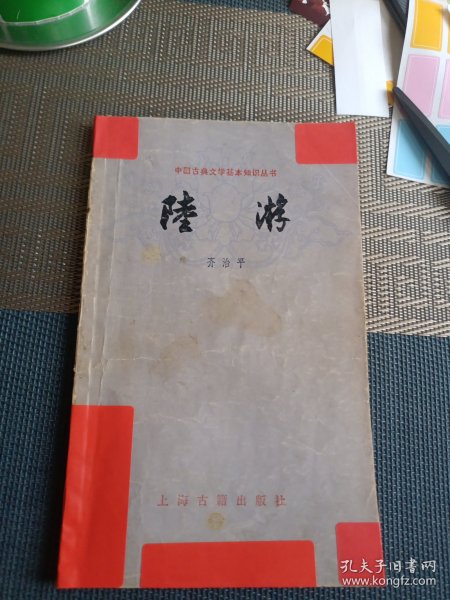 中国古典文学基本知识丛书
陸游
齐治平
上海古籍出版社
孔夫子旧书网
www.kongfz.com